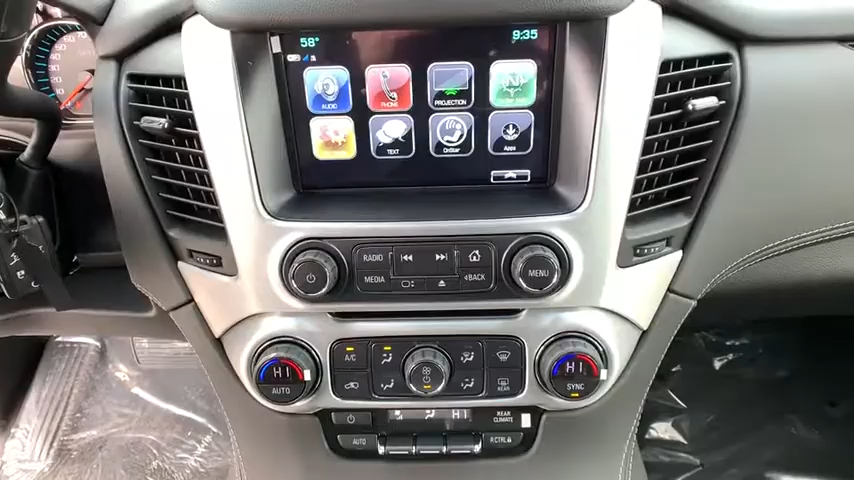 58° 9:35
AUDIO PHONE PROJECTION
TEXT OnStar Apps
RADIO
MEDIA BACK MENU
HI A/C HI
AUTO REAR SYNC
HI REAR CLIMATE
AUTO R CTRL